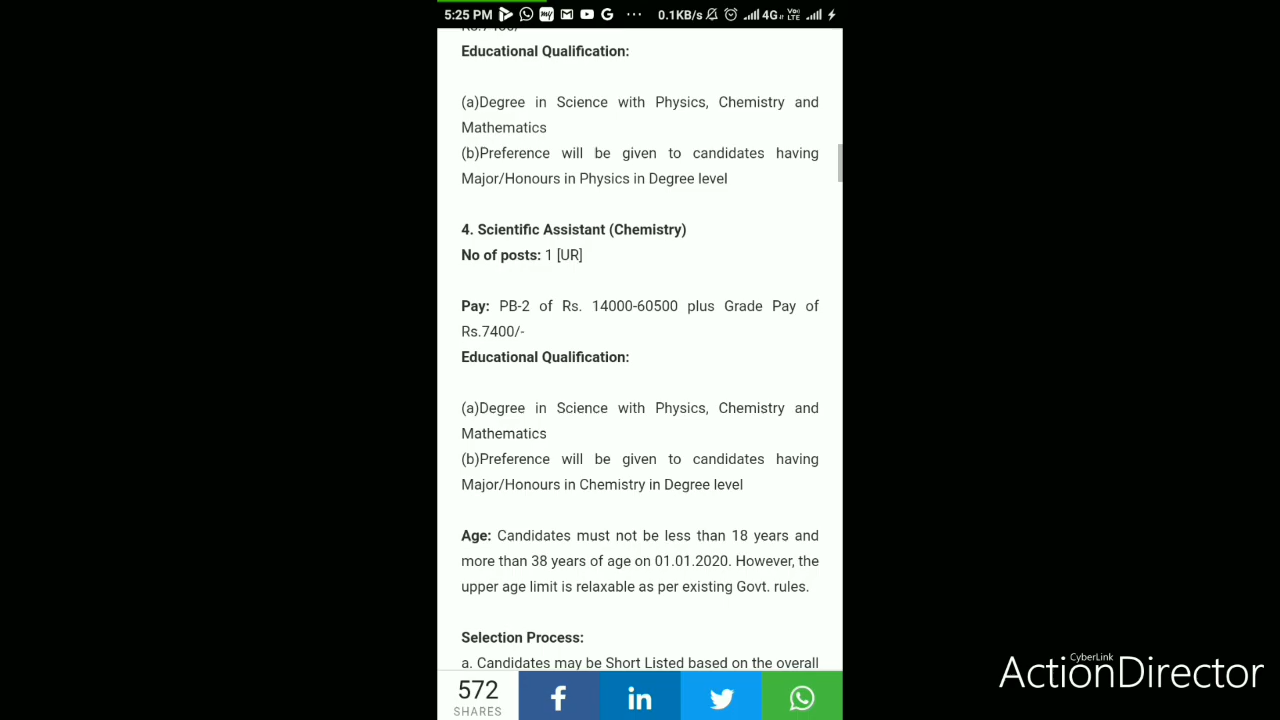 5:25 PM my G ... 0.1KB/s 4G Vo) LTE
Educational Qualification:
(a)Degree in Science with Physics, Chemistry and
Mathematics
(b)Preference will be given to candidates having
Major/Honours in Physics in Degree level
4. Scientific Assistant (Chemistry)
No of posts: 1 [UR]
Pay: PB-2 of Rs. 14000-60500 plus Grade Pay of
Rs.7400/-
Educational Qualification:
(a)Degree in Science with Physics, Chemistry and
Mathematics
(b)Preference will be given to candidates having
Major/Honours in Chemistry in Degree level
Age: Candidates must not be less than 18 years and
more than 38 years of age on 01.01.2020. However, the
upper age limit is relaxable as per existing Govt. rules.
Selection Process:
a. Candidates may be Short Listed based on the overall
572
SHARES
f in
CyberLink
ActionDirector